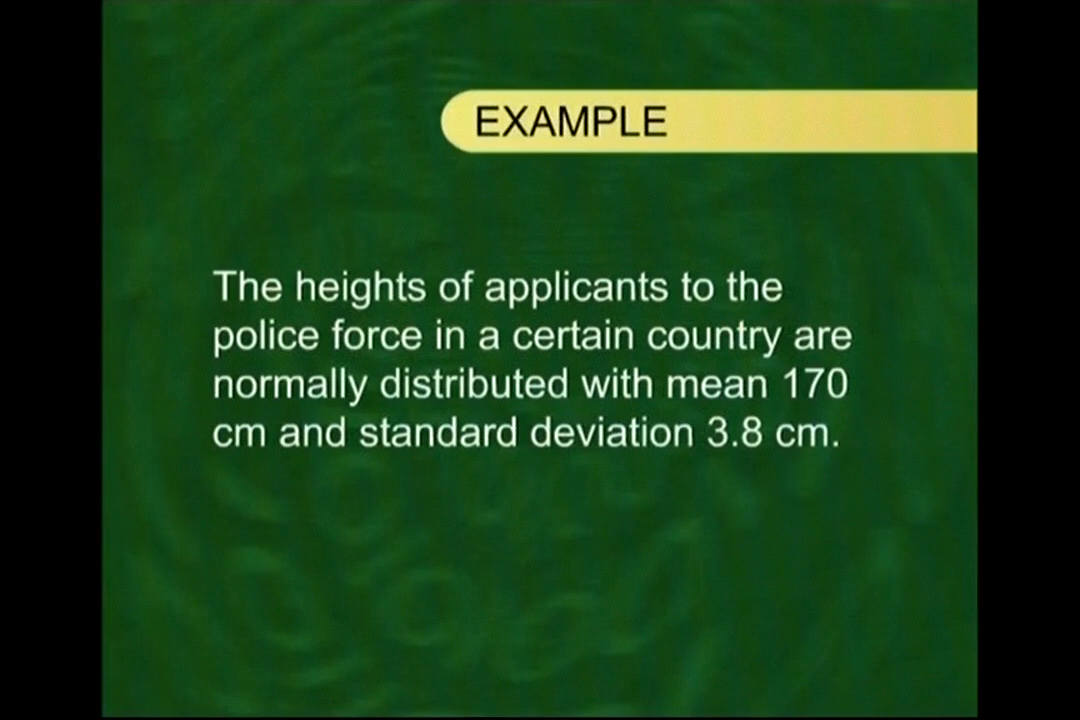 EXAMPLE
The heights of applicants to the
police force in a certain country are
normally distributed with mean 170
cm and standard deviation 3.8 cm.